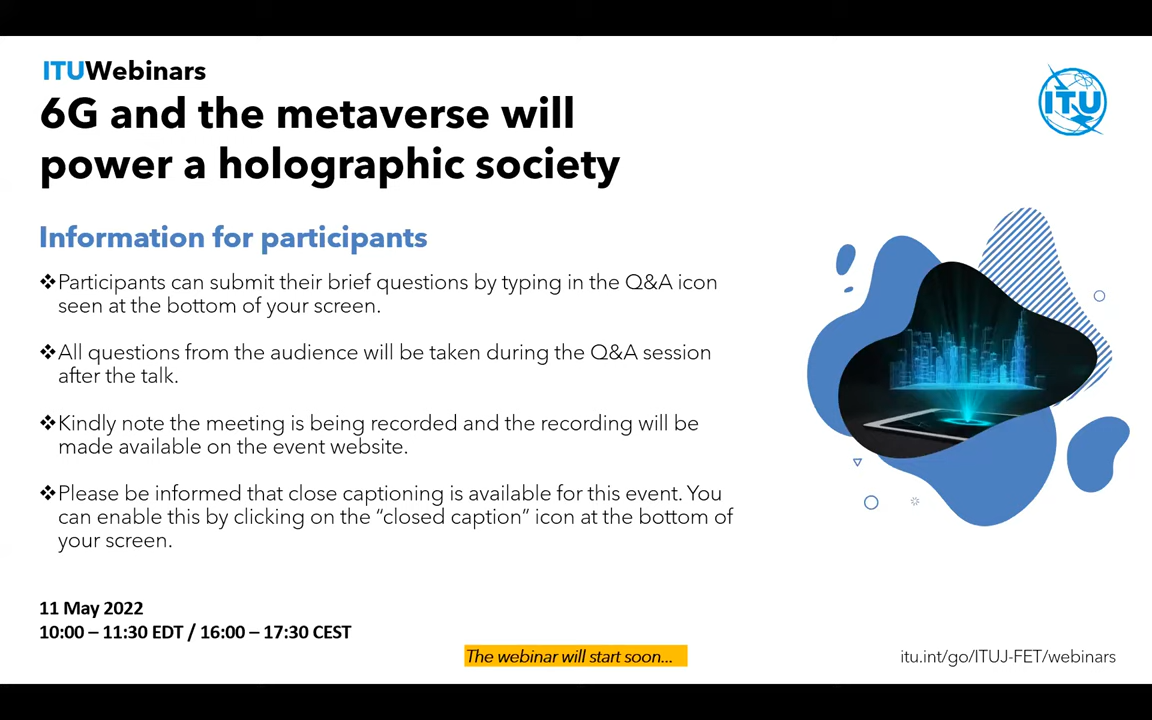 ITUWebinars
6G and the metaverse will
power a holographic society
ITU
Information for participants
❖Participants can submit their brief questions by typing in the Q&A icon
seen at the bottom of your screen.
❖All questions from the audience will be taken during the Q&A session
after the talk.
❖Kindly note the meeting is being recorded and the recording will be
made available on the event website.
❖Please be informed that close captioning is available for this event. You
can enable this by clicking on the “closed caption” icon at the bottom of
your screen.
11 May 2022
10:00 – 11:30 EDT / 16:00 – 17:30 CEST
The webinar will start soon...
itu.int/go/ITUJ-FET/webinars